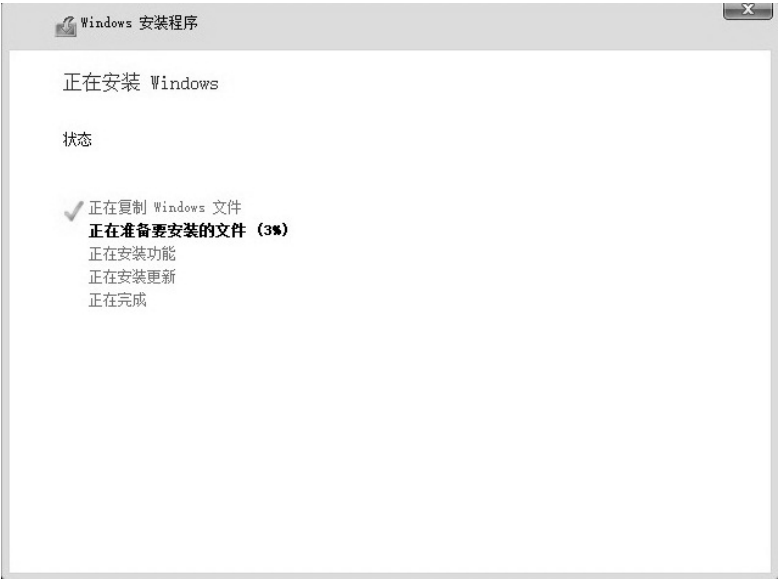 Windows 安装程序
正在安装 Windows
状态
正在复制 Windows 文件
正在准备要安装的文件 (3%)
正在安装功能
正在安装更新
正在完成